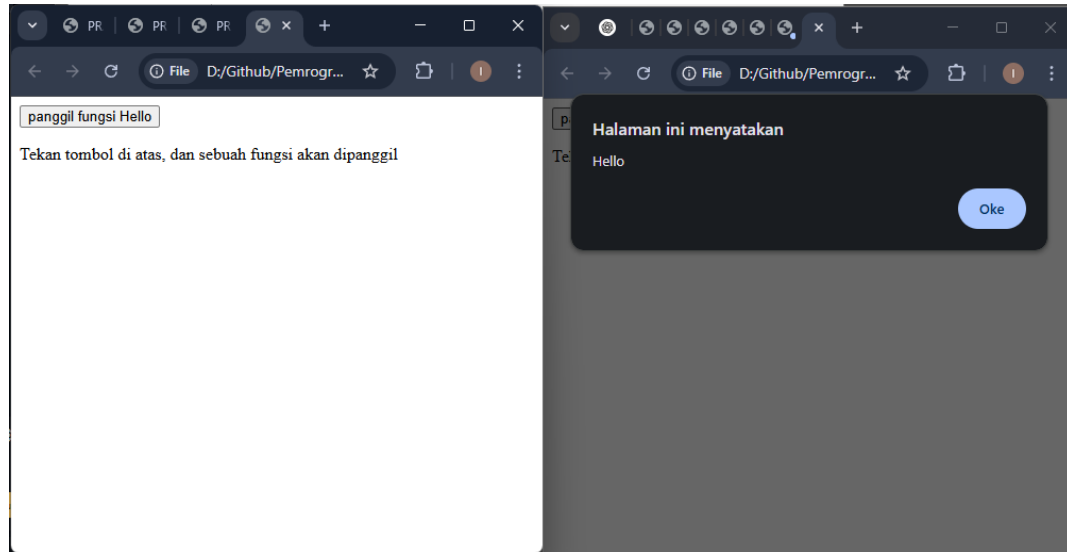 PR
PR
PR
File D:/Github/Pemrogr...
I
panggil fungsi Hello
Tekan tombol di atas, dan sebuah fungsi akan dipanggil
File D:/Github/Pemrogr...
I
Halaman ini menyatakan
Hello
Oke